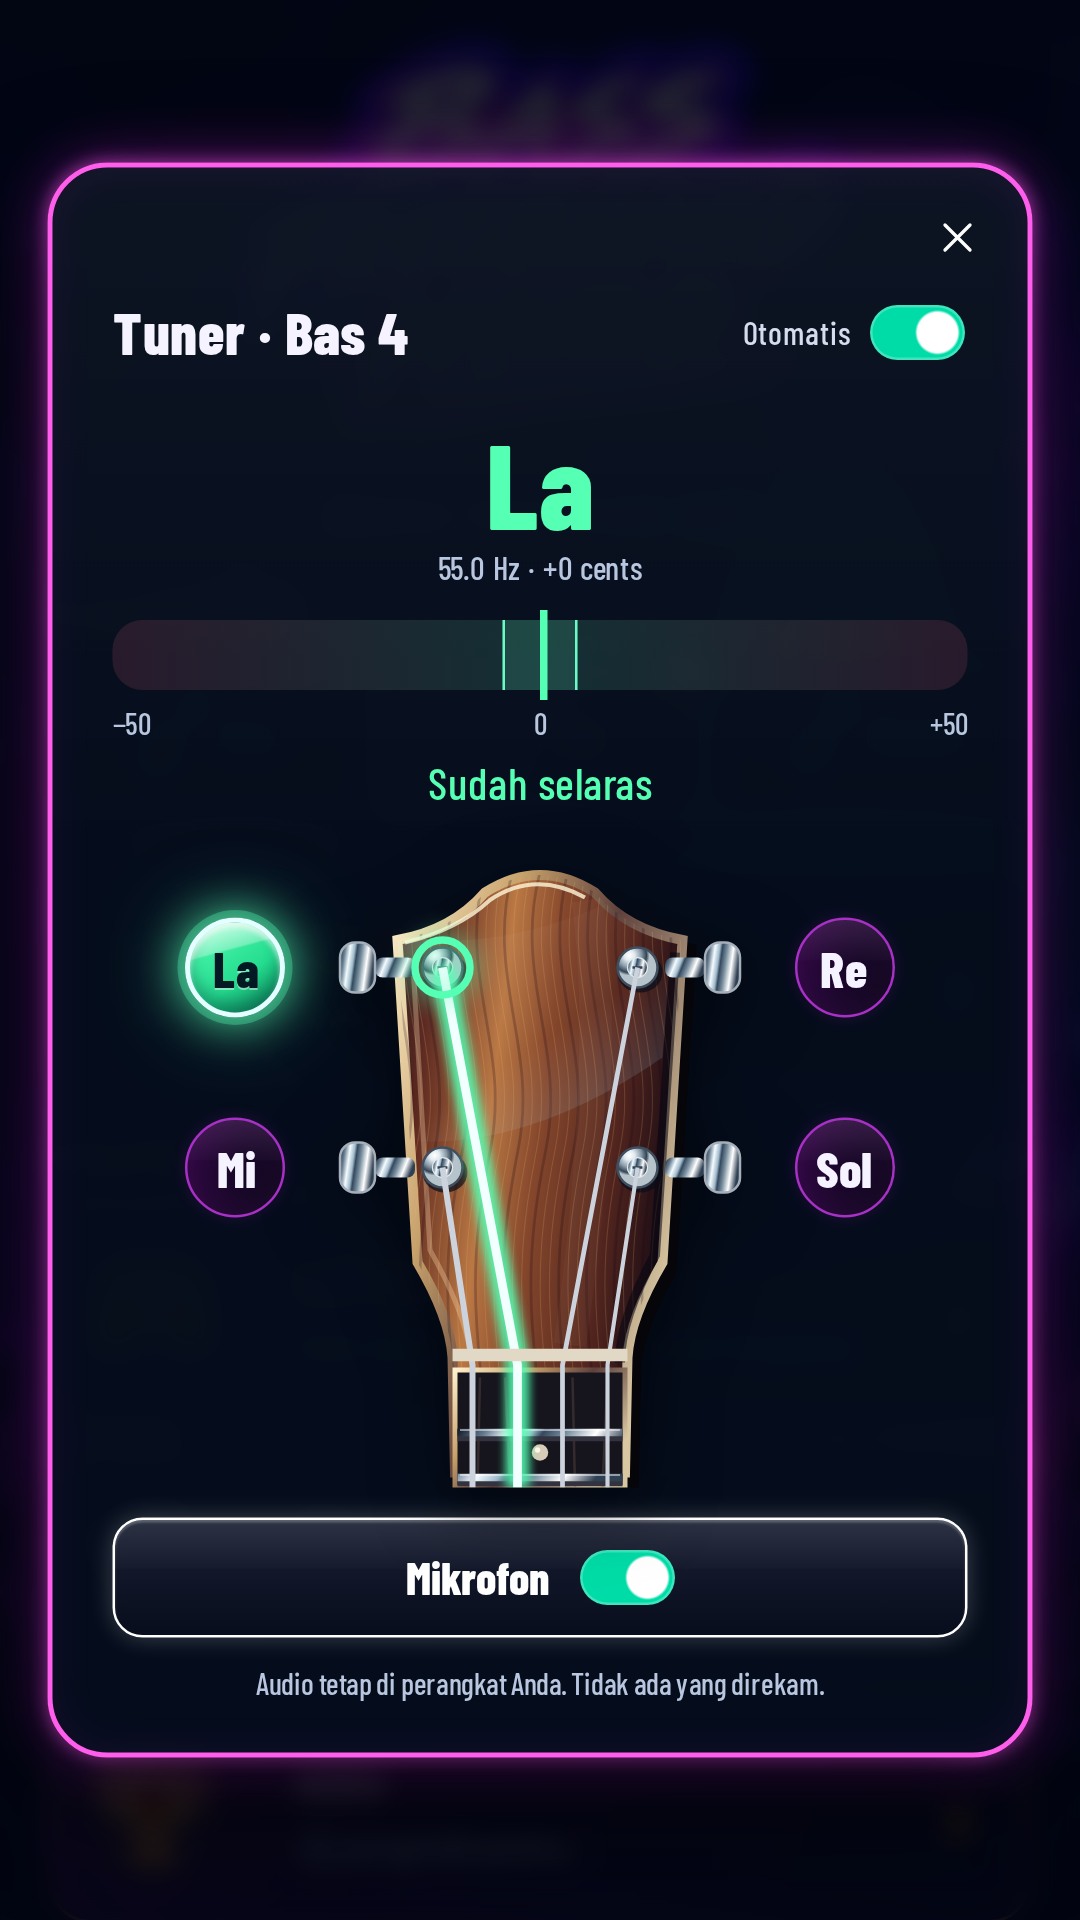 BASS
Tuner · Bas 4
Otomatis
La
55.0 Hz · +0 cents
−50
0
+50
Sudah selaras
La
Re
Mi
Sol
Mikrofon
Audio tetap di perangkat Anda. Tidak ada yang direkam.